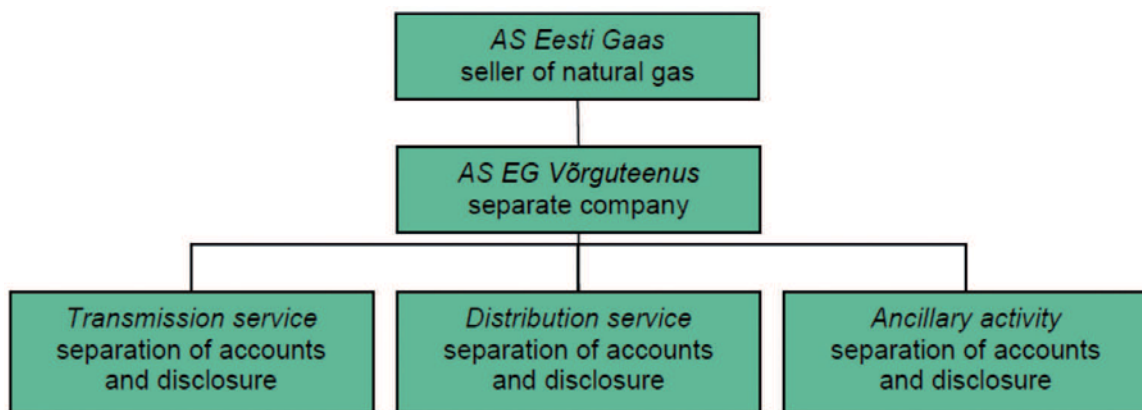 AS Eesti Gaas
seller of natural gas
AS EG Võrguteenus
separate company
Transmission service
separation of accounts
and disclosure
Distribution service
separation of accounts
and disclosure
Ancillary activity
separation of accounts
and disclosure